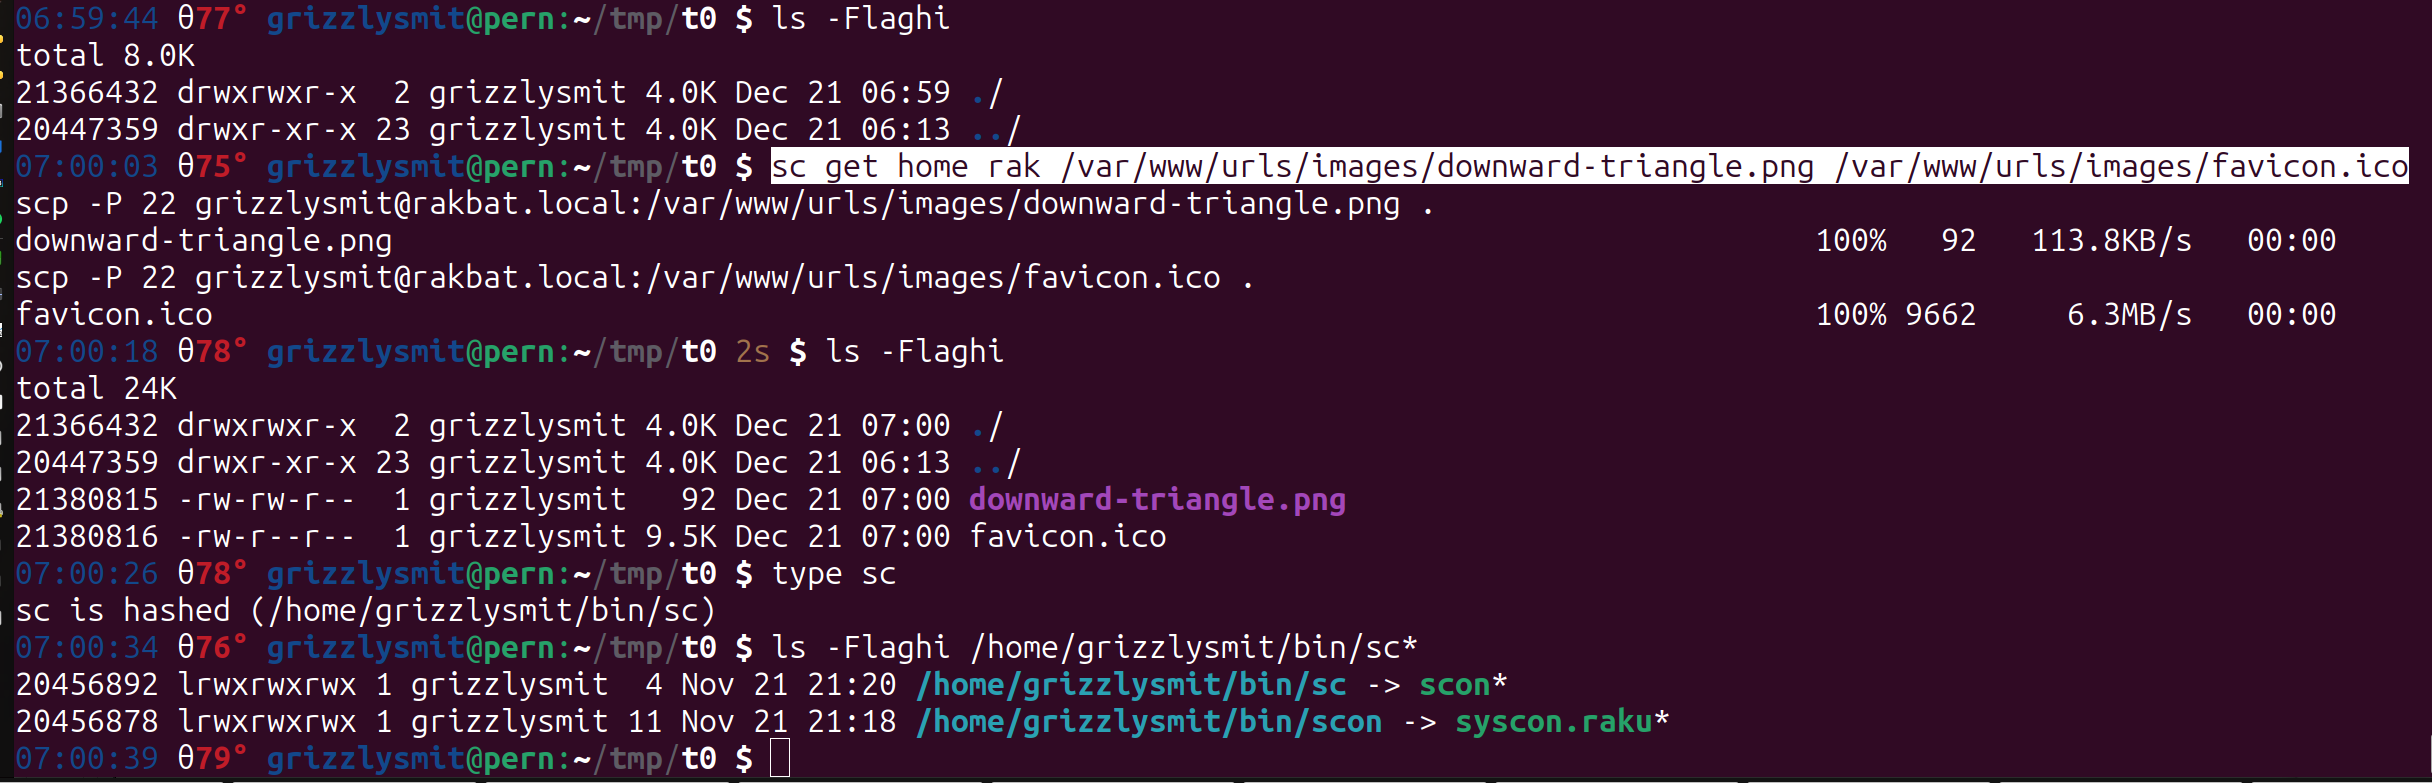 06:59:44 θ77° grizzlysmit@pern:~/tmp/t0 $ ls -Flaghi
total 8.0K
21366432 drwxrwxr-x  2 grizzlysmit 4.0K Dec 21 06:59 ./
20447359 drwxr-xr-x 23 grizzlysmit 4.0K Dec 21 06:13 ../
07:00:03 θ75° grizzlysmit@pern:~/tmp/t0 $ sc get home rak /var/www/urls/images/downward-triangle.png /var/www/urls/images/favicon.ico
scp -P 22 grizzlysmit@rakbat.local:/var/www/urls/images/downward-triangle.png .
downward-triangle.png 100% 92 113.8KB/s 00:00
scp -P 22 grizzlysmit@rakbat.local:/var/www/urls/images/favicon.ico .
favicon.ico 100% 9662 6.3MB/s 00:00
07:00:18 θ78° grizzlysmit@pern:~/tmp/t0 2s $ ls -Flaghi
total 24K
21366432 drwxrwxr-x  2 grizzlysmit 4.0K Dec 21 07:00 ./
20447359 drwxr-xr-x 23 grizzlysmit 4.0K Dec 21 06:13 ../
21380815 -rw-rw-r--  1 grizzlysmit   92 Dec 21 07:00 downward-triangle.png
21380816 -rw-r--r--  1 grizzlysmit 9.5K Dec 21 07:00 favicon.ico
07:00:26 θ78° grizzlysmit@pern:~/tmp/t0 $ type sc
sc is hashed (/home/grizzlysmit/bin/sc)
07:00:34 θ76° grizzlysmit@pern:~/tmp/t0 $ ls -Flaghi /home/grizzlysmit/bin/sc*
20456892 lrwxrwxrwx 1 grizzlysmit  4 Nov 21 21:20 /home/grizzlysmit/bin/sc -> scon*
20456878 lrwxrwxrwx 1 grizzlysmit 11 Nov 21 21:18 /home/grizzlysmit/bin/scon -> syscon.raku*
07:00:39 θ79° grizzlysmit@pern:~/tmp/t0 $